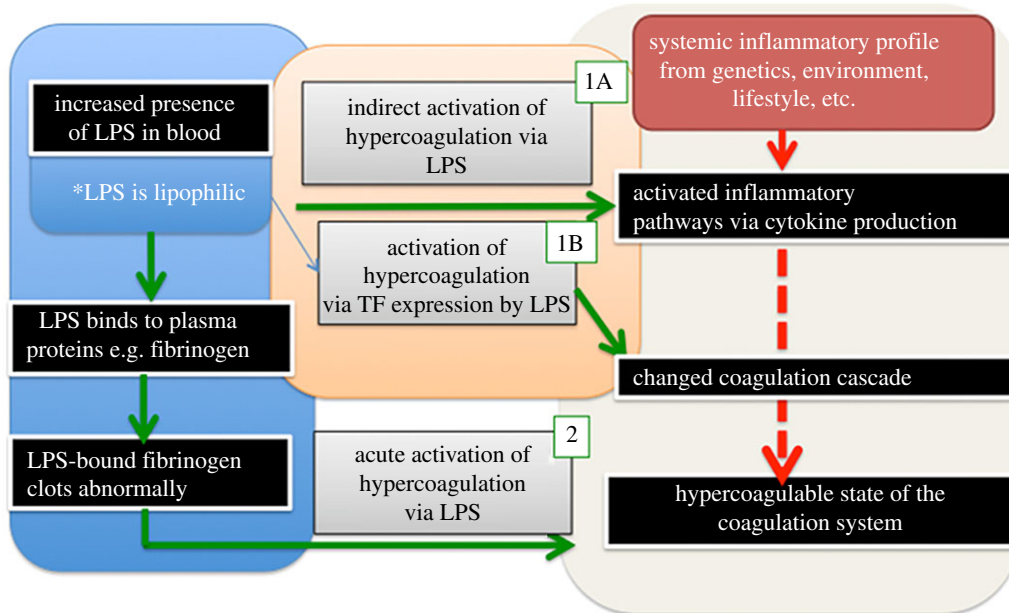 increased presence
of LPS in blood
*LPS is lipophilic
LPS binds to plasma
proteins e.g. fibrinogen
LPS-bound fibrinogen
clots abnormally
1A
indirect activation of
hypercoagulation via
LPS
1B
activation of
hypercoagulation
via TF expression by LPS
2
acute activation of
hypercoagulation
via LPS
systemic inflammatory profile
from genetics, environment,
lifestyle, etc.
activated inflammatory
pathways via cytokine production
changed coagulation cascade
hypercoagulable state of the
coagulation system